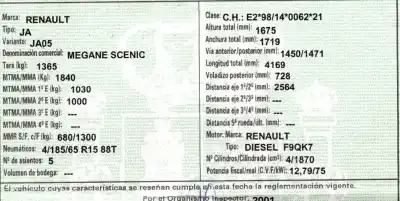 Marca: RENAULT
Tipo: JA
Variante: JA05
Denominación comercial: MEGANE SCENIC
Tara (kg): 1365
MTMA/MMA (Kg): 1840
MTMA/MMA 1º E (kg): 1030
MTMA/MMA 2º E (kg): 1000
MTMA/MMA 3º E (kg): ---
MTMA/MMA 4º E (kg): ---
MMR S/F. c/F (kg): 680/1300
Neumáticos: 4/185/65 R15 88T
Nº de asientos: 5
Volumen de bodega: ---
Clase: C.H.: E2*98/14*0062*21
Altura total (mm): 1675
Anchura total (mm): 1719
Vía anterior/posterior (mm): 1450/1471
Longitud total (mm): 4169
Voladizo posterior (mm): 728
Distancia eje 1º/2º (mm): 2564
Distancia eje 2º/3º (mm): ---
Distancia eje 3º/4º (mm): ---
Distancia 5ª rueda/últ. (mm): ---
Motor: Marca: RENAULT
Tipo: DIESEL F9QK7
Nº Cilindros/Cilindrada (cm³): 4/1870
Potencia fiscal/real (C.V.F/kW): 12,79/75
El vehículo cuyas características se reseñan cumple en esta fecha la reglamentación vigente.
Por el Organismo Inspector, 2001